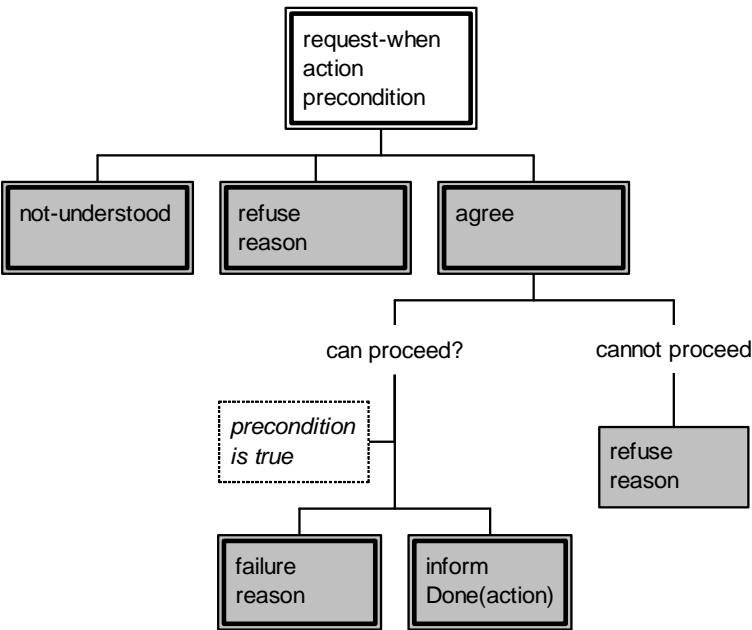 request-when
action
precondition
not-understood
refuse
reason
agree
can proceed?
cannot proceed
precondition
is true
refuse
reason
failure
reason
inform
Done(action)